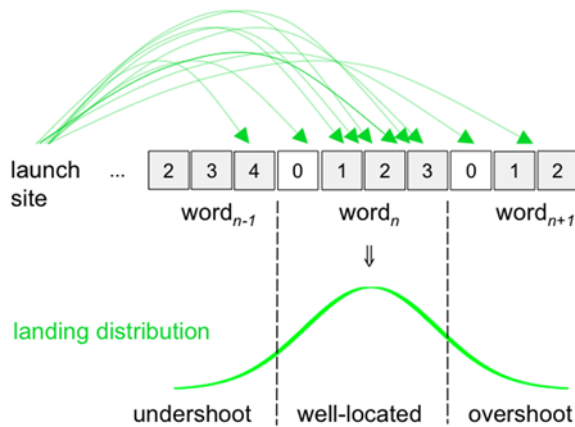 launch site ... 2 3 4 0 1 2 3 0 1 2
word_{n-1} word_n word_{n+1}
⇓
landing distribution
undershoot well-located overshoot